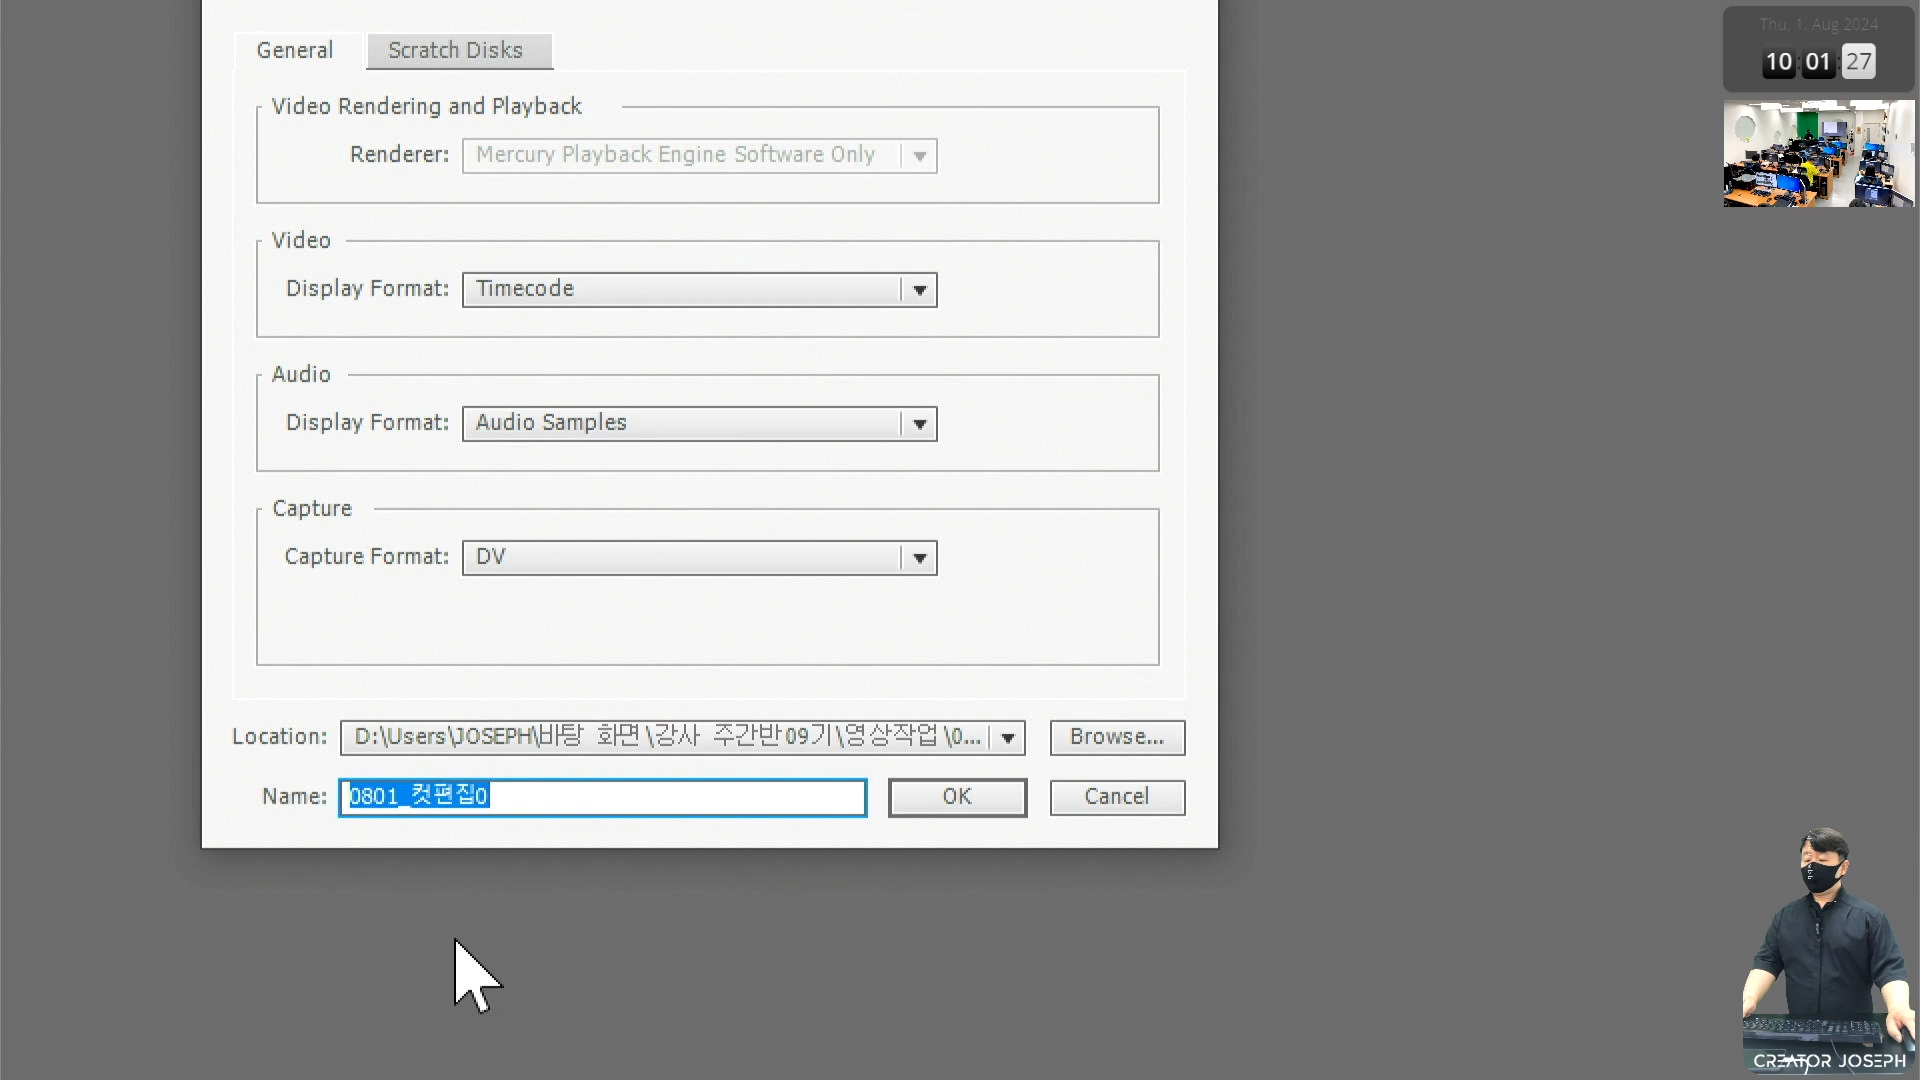 Thu, 1. Aug 2024
10:01:27
General
Scratch Disks
Video Rendering and Playback
Renderer: Mercury Playback Engine Software Only
Video
Display Format: Timecode
Audio
Display Format: Audio Samples
Capture
Capture Format: DV
Location: D:\Users\JOSEPH\바탕 화면\강사 주간반09기\영상작업\0... Browse...
Name: 0801_컷편집0 OK Cancel
CREATOR JOSEPH